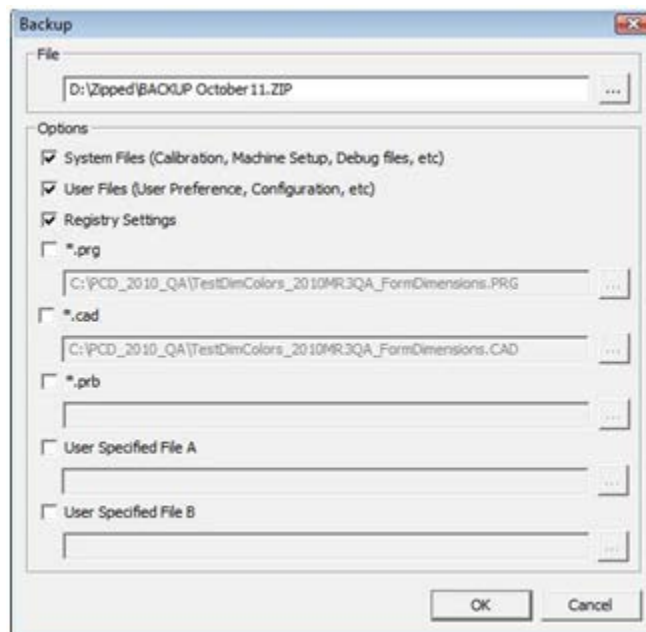 Backup
File
D:\Zipped\BACKUP October11.ZIP
...
Options
System Files (Calibration, Machine Setup, Debug files, etc)
User Files (User Preference, Configuration, etc)
Registry Settings
*.prg
C:\PCD_2010_QA\TestDimColors_2010MR3QA_FormDimensions.PRG
...
*.cad
C:\PCD_2010_QA\TestDimColors_2010MR3QA_FormDimensions.CAD
...
*.prb
...
User Specified File A
...
User Specified File B
...
OK
Cancel